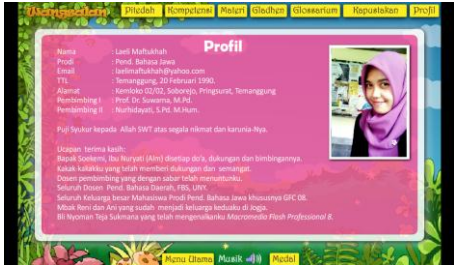 Wangsalan Pitedah Kompetensi Materi Gladhen Glossarium Kapustakan Profil
Profil
Nama : Laeli Maftukhah
Prodi : Pend. Bahasa Jawa
Email : laelimaftukhah@yahoo.com
TTL : Temanggung, 20 Februari 1990.
Alamat : Kemloko 02/02, Soborejo, Pringsurat, Temanggung
Pembimbing I : Prof. Dr. Suwarna, M.Pd.
Pembimbing II : Nurhidayati, S.Pd. M.Hum.
Puji Syukur kepada Allah SWT atas segala nikmat dan karunia-Nya.
Ucapan terima kasih:
Bapak Soekemi, Ibu Nuryati (Alm) disetiap do'a, dukungan dan bimbingannya.
Kakak-kakakku yang telah memberi dukungan dan semangat.
Dosen pembimbing yang dengan sabar telah menuntunku.
Seluruh Dosen Pend. Bahasa Daerah, FBS, UNY.
Seluruh Keluarga besar Mahasiswa Prodi Pend. Bahasa Jawa khususnya GFC 08.
Mbak Reni dan Ani yang sudah menjadi keluarga keduaku di Jogja.
Bli Nyoman Teja Sukmana yang telah mengenalkanku Macromedia Flash Professional 8.
Menu Utama Musik Medal